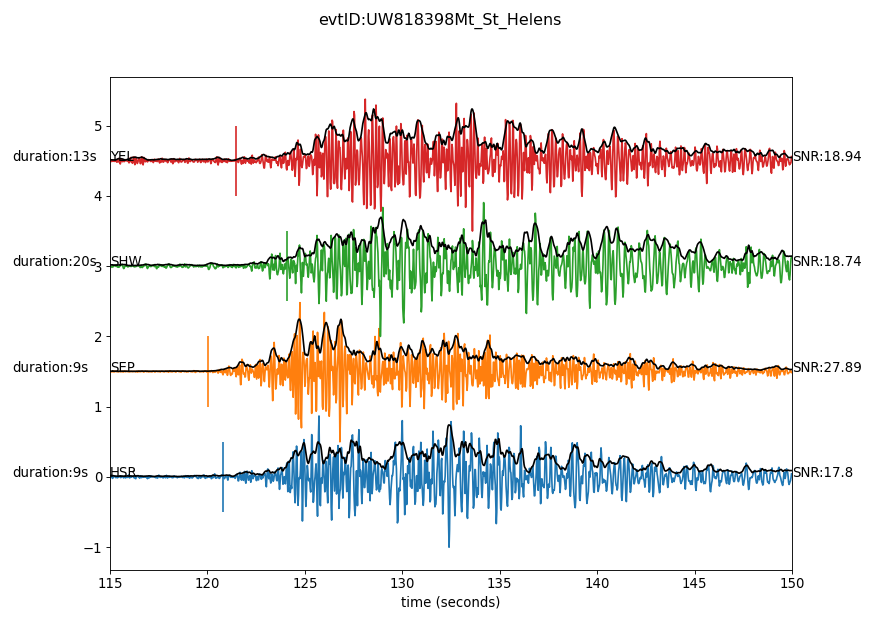 evtID:UW818398Mt_St_Helens
5
duration:13s YEL SNR:18.94
4
duration:20s SHW SNR:18.74
3
2
duration:9s SEP SNR:27.89
1
duration:9s HSR SNR:17.8
0
−1
115 120 125 130 135 140 145 150
time (seconds)